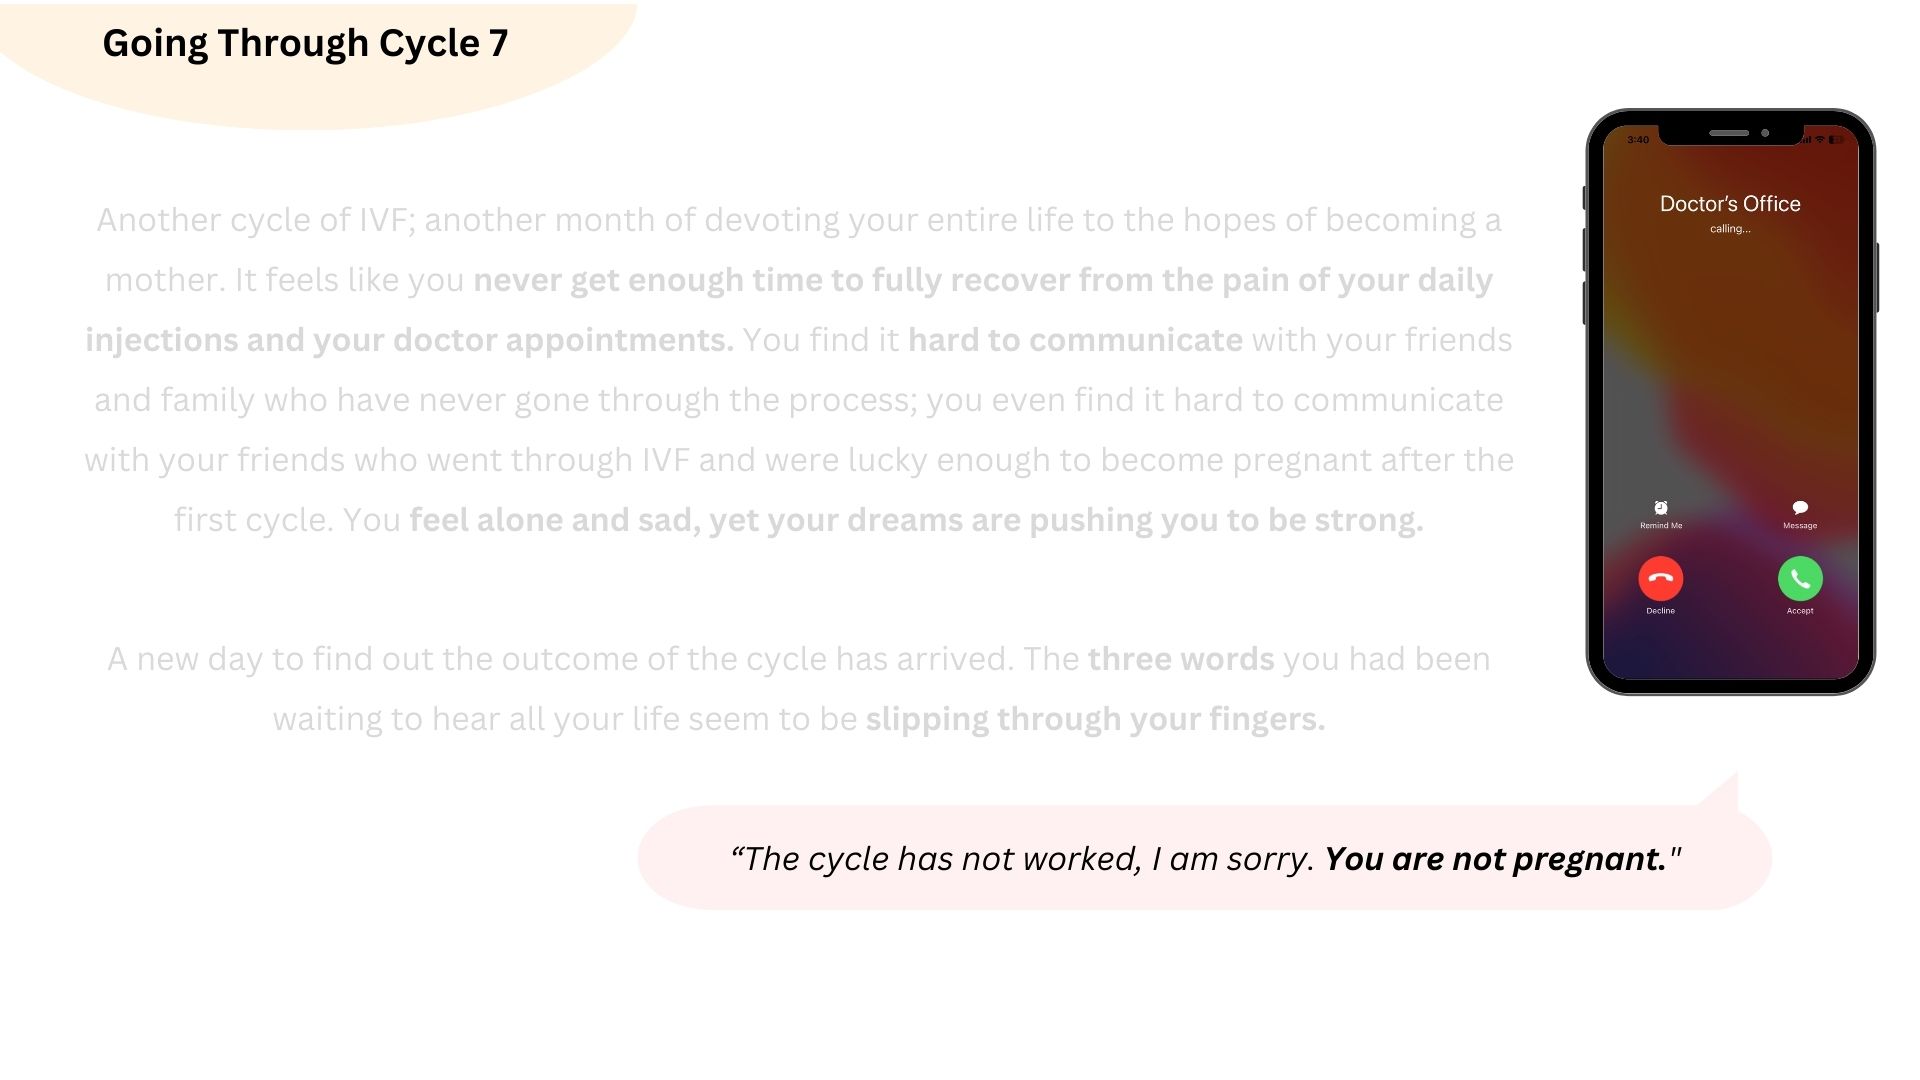 Going Through Cycle 7
Another cycle of IVF; another month of devoting your entire life to the hopes of becoming a
mother. It feels like you never get enough time to fully recover from the pain of your daily
injections and your doctor appointments. You find it hard to communicate with your friends
and family who have never gone through the process; you even find it hard to communicate
with your friends who went through IVF and were lucky enough to become pregnant after the
first cycle. You feel alone and sad, yet your dreams are pushing you to be strong.
A new day to find out the outcome of the cycle has arrived. The three words you had been
waiting to hear all your life seem to be slipping through your fingers.
3:40
Doctor’s Office
calling...
Remind Me
Message
Decline
Accept
“The cycle has not worked, I am sorry. You are not pregnant."